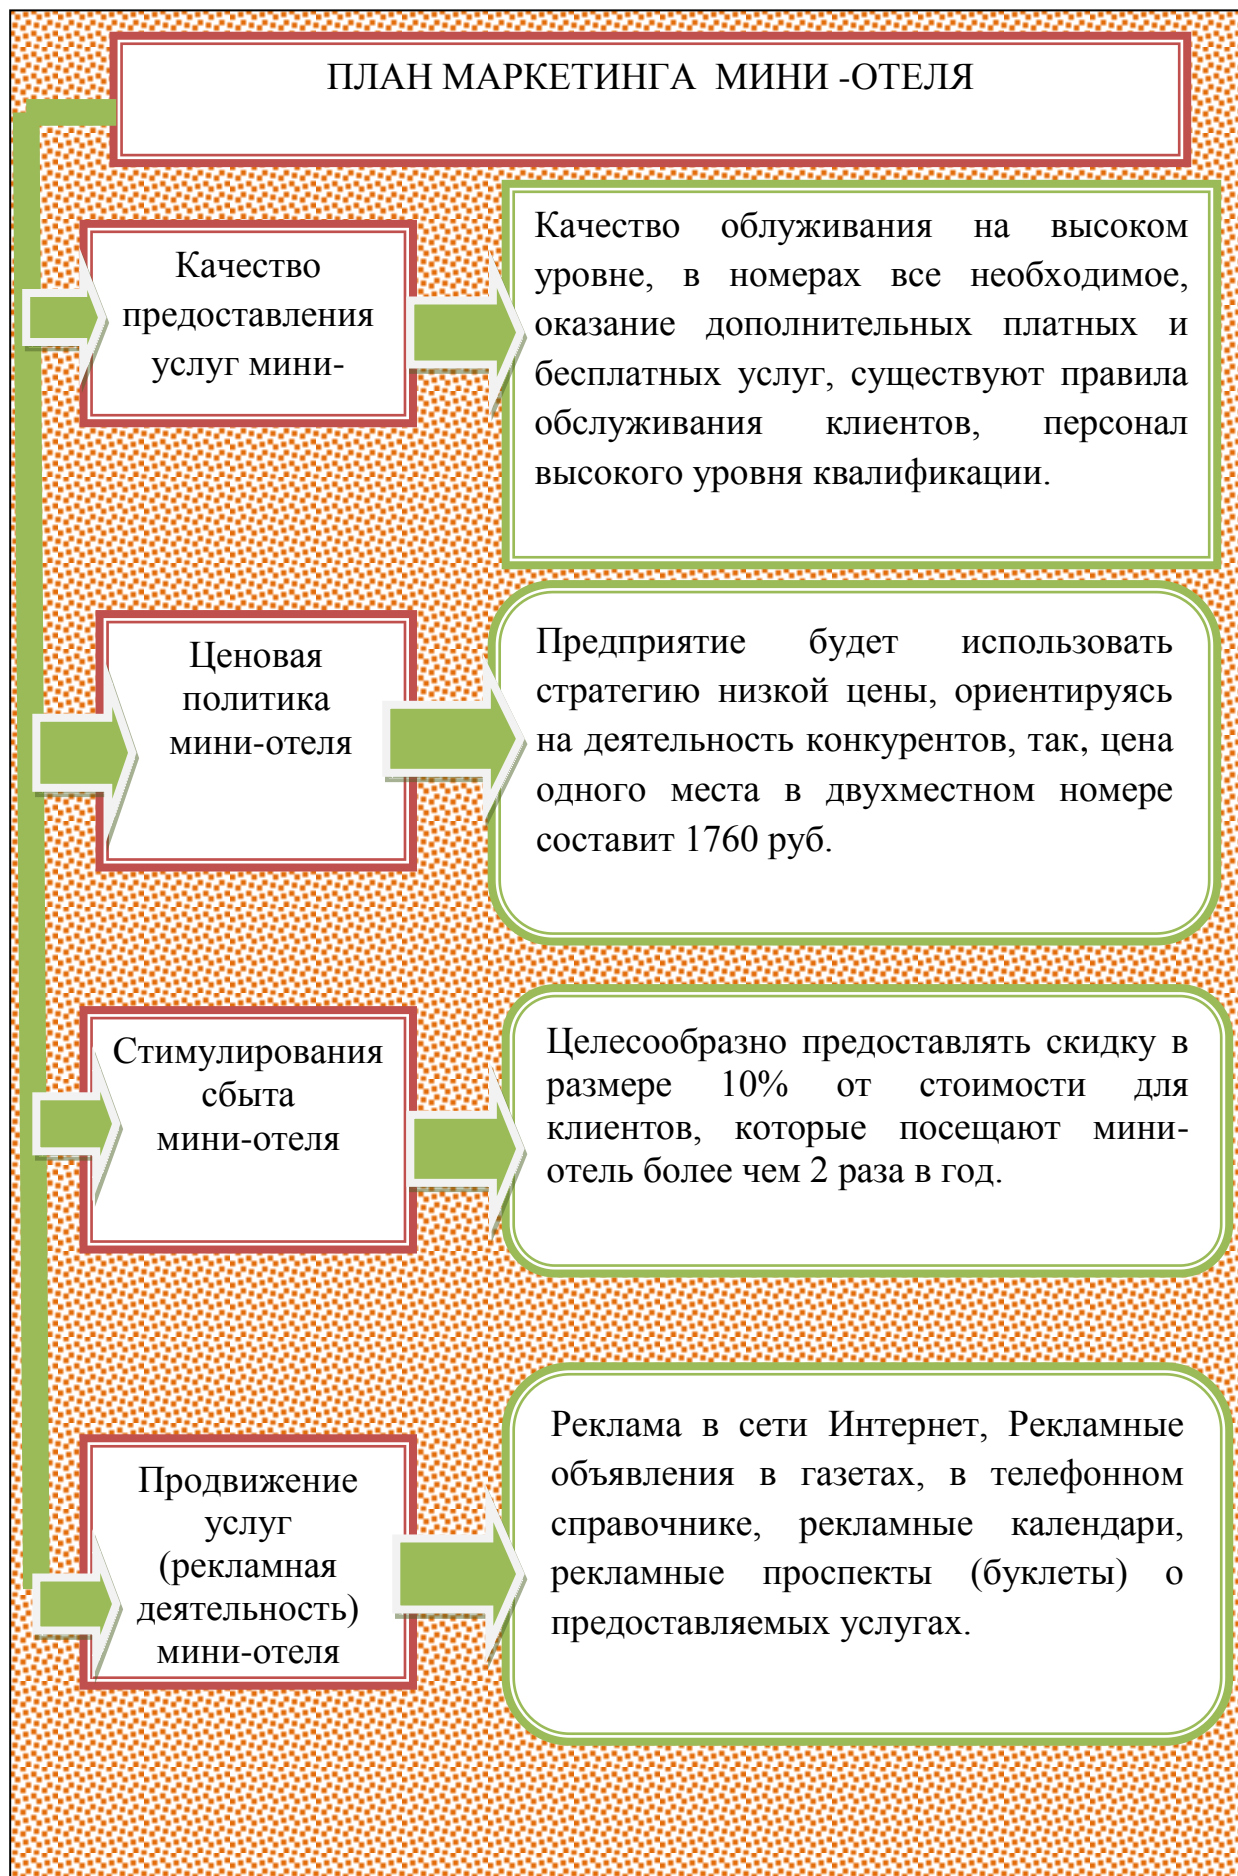 ПЛАН МАРКЕТИНГА МИНИ -ОТЕЛЯ
Качество
предоставления
услуг мини-
Качество облуживания на высоком
уровне, в номерах все необходимое,
оказание дополнительных платных и
бесплатных услуг, существуют правила
обслуживания клиентов, персонал
высокого уровня квалификации.
Ценовая
политика
мини-отеля
Предприятие будет использовать
стратегию низкой цены, ориентируясь
на деятельность конкурентов, так, цена
одного места в двухместном номере
составит 1760 руб.
Стимулирования
сбыта
мини-отеля
Целесообразно предоставлять скидку в
размере 10% от стоимости для
клиентов, которые посещают мини-
отель более чем 2 раза в год.
Продвижение
услуг
(рекламная
деятельность)
мини-отеля
Реклама в сети Интернет, Рекламные
объявления в газетах, в телефонном
справочнике, рекламные календари,
рекламные проспекты (буклеты) о
предоставляемых услугах.